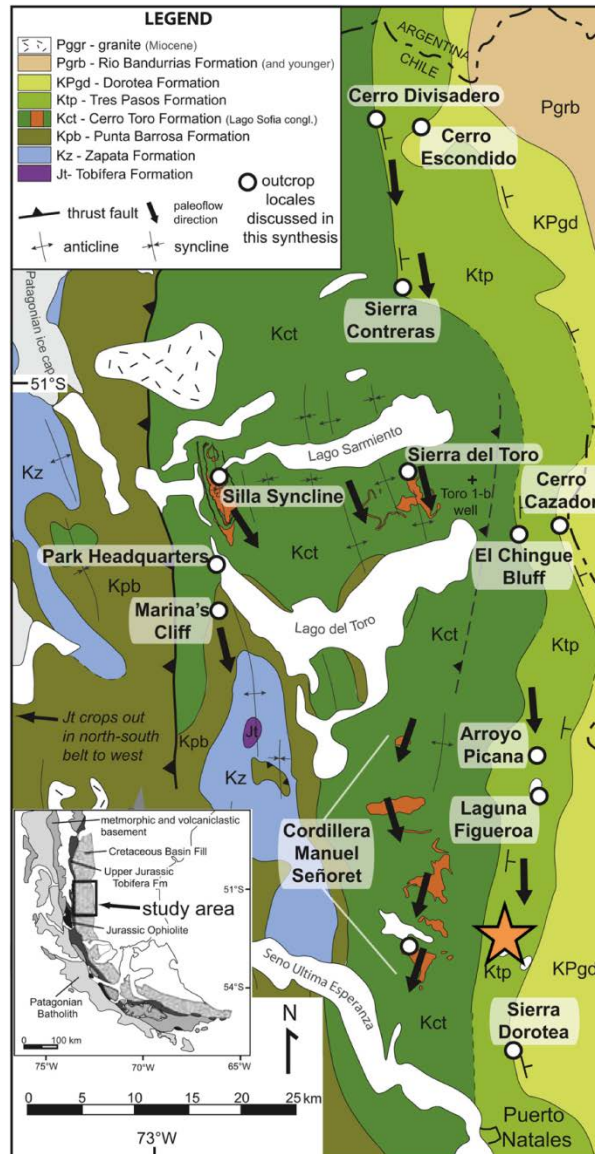 LEGEND
Pggr - granite (Miocene)
Pgrb - Rio Bandurrias Formation (and younger)
KPgd - Dorotea Formation
Ktp - Tres Pasos Formation
Kct - Cerro Toro Formation (Lago Sofia congl.)
Kpb - Punta Barrosa Formation
Kz - Zapata Formation
Jt- Tobifera Formation
thrust fault
paleoflow
direction
anticline
syncline
outcrop
locales
discussed in
this synthesis
ARGENTINA
CHILE
Cerro Divisadero
Cerro
Escondido
Pgrb
KPgd
Ktp
Sierra
Contreras
Patagonian ice cap
Kct
51°S
Kz
Lago Sarmiento
Sierra del Toro
Silla Syncline
+
Toro 1-b
well
Cerro
Cazador
Kct
Park Headquarters
El Chingue
Bluff
Kpb
Marina's
Cliff
Lago del Toro
Kct
Ktp
Jt crops out
in north-south
belt to west
Kpb
Jt
Kz
Arroyo
Picana
Laguna
Figueroa
Cordillera
Manuel
Señoret
Ktp
KPgd
Seno Ultima Esperanza
Kct
Sierra
Dorotea
Puerto
Natales
metmorphic and volcaniclastic
basement
Cretaceous Basin Fill
Upper Jurassic
Tobifera Fm
51°S
study area
Jurassic Ophiolite
54°S
Patagonian
Batholith
0 100 km
75°W
70°W
65°W
N
0 5 10 15 20 25 km
73°W